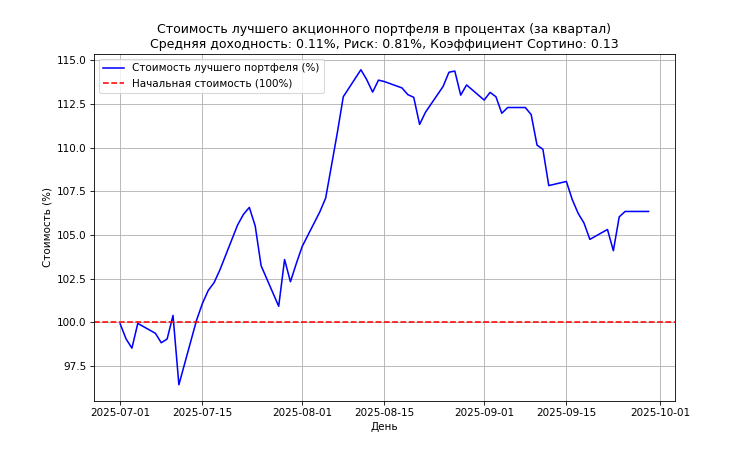 Стоимость лучшего акционного портфеля в процентах (за квартал)
Средняя доходность: 0.11%, Риск: 0.81%, Коэффициент Сортино: 0.13
Стоимость лучшего портфеля (%)
Начальная стоимость (100%)
Стоимость (%)
115.0
112.5
110.0
107.5
105.0
102.5
100.0
97.5
2025-07-01
2025-07-15
2025-08-01
2025-08-15
2025-09-01
2025-09-15
2025-10-01
День